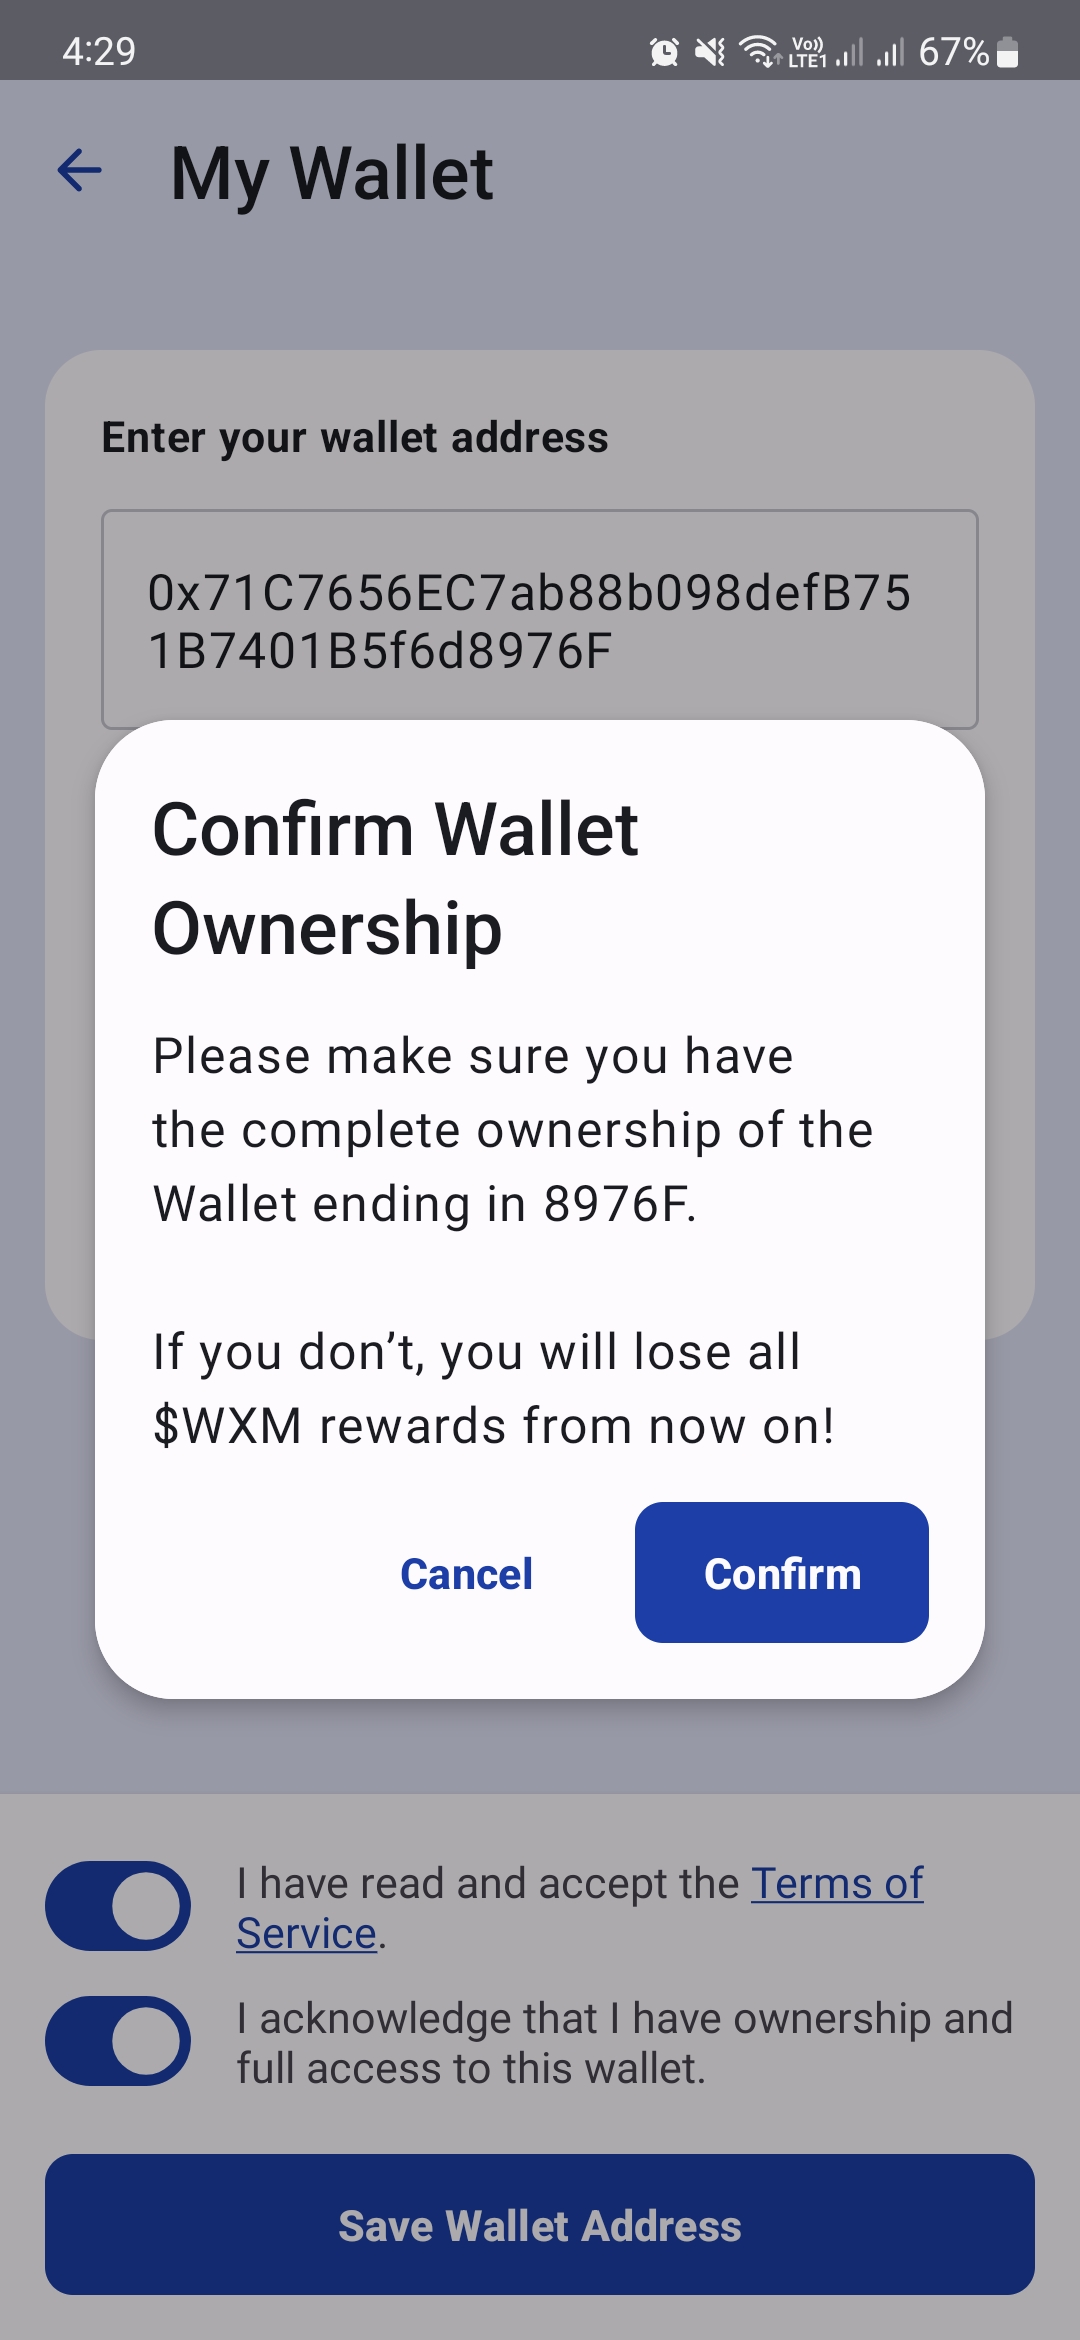 4:29
Vo))
LTE1
67%
My Wallet
Enter your wallet address
0x71C7656EC7ab88b098defB75
1B7401B5f6d8976F
Confirm Wallet
Ownership
Please make sure you have
the complete ownership of the
Wallet ending in 8976F.
If you don’t, you will lose all
$WXM rewards from now on!
Cancel
Confirm
I have read and accept the Terms of
Service.
I acknowledge that I have ownership and
full access to this wallet.
Save Wallet Address